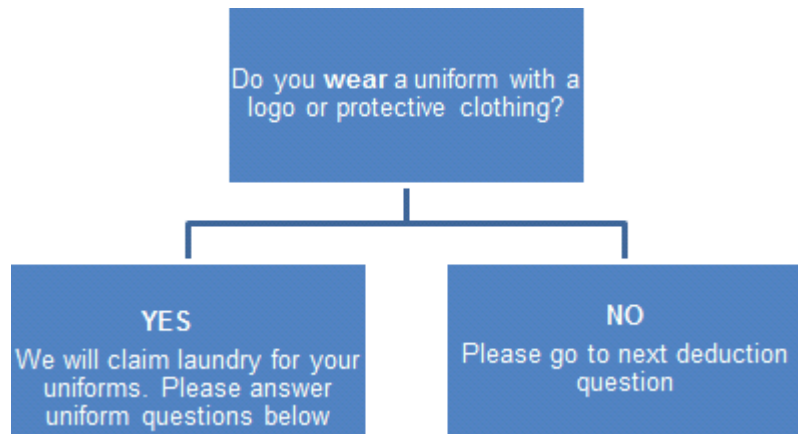 Do you wear a uniform with a
logo or protective clothing?
YES
We will claim laundry for your
uniforms. Please answer
uniform questions below
NO
Please go to next deduction
question